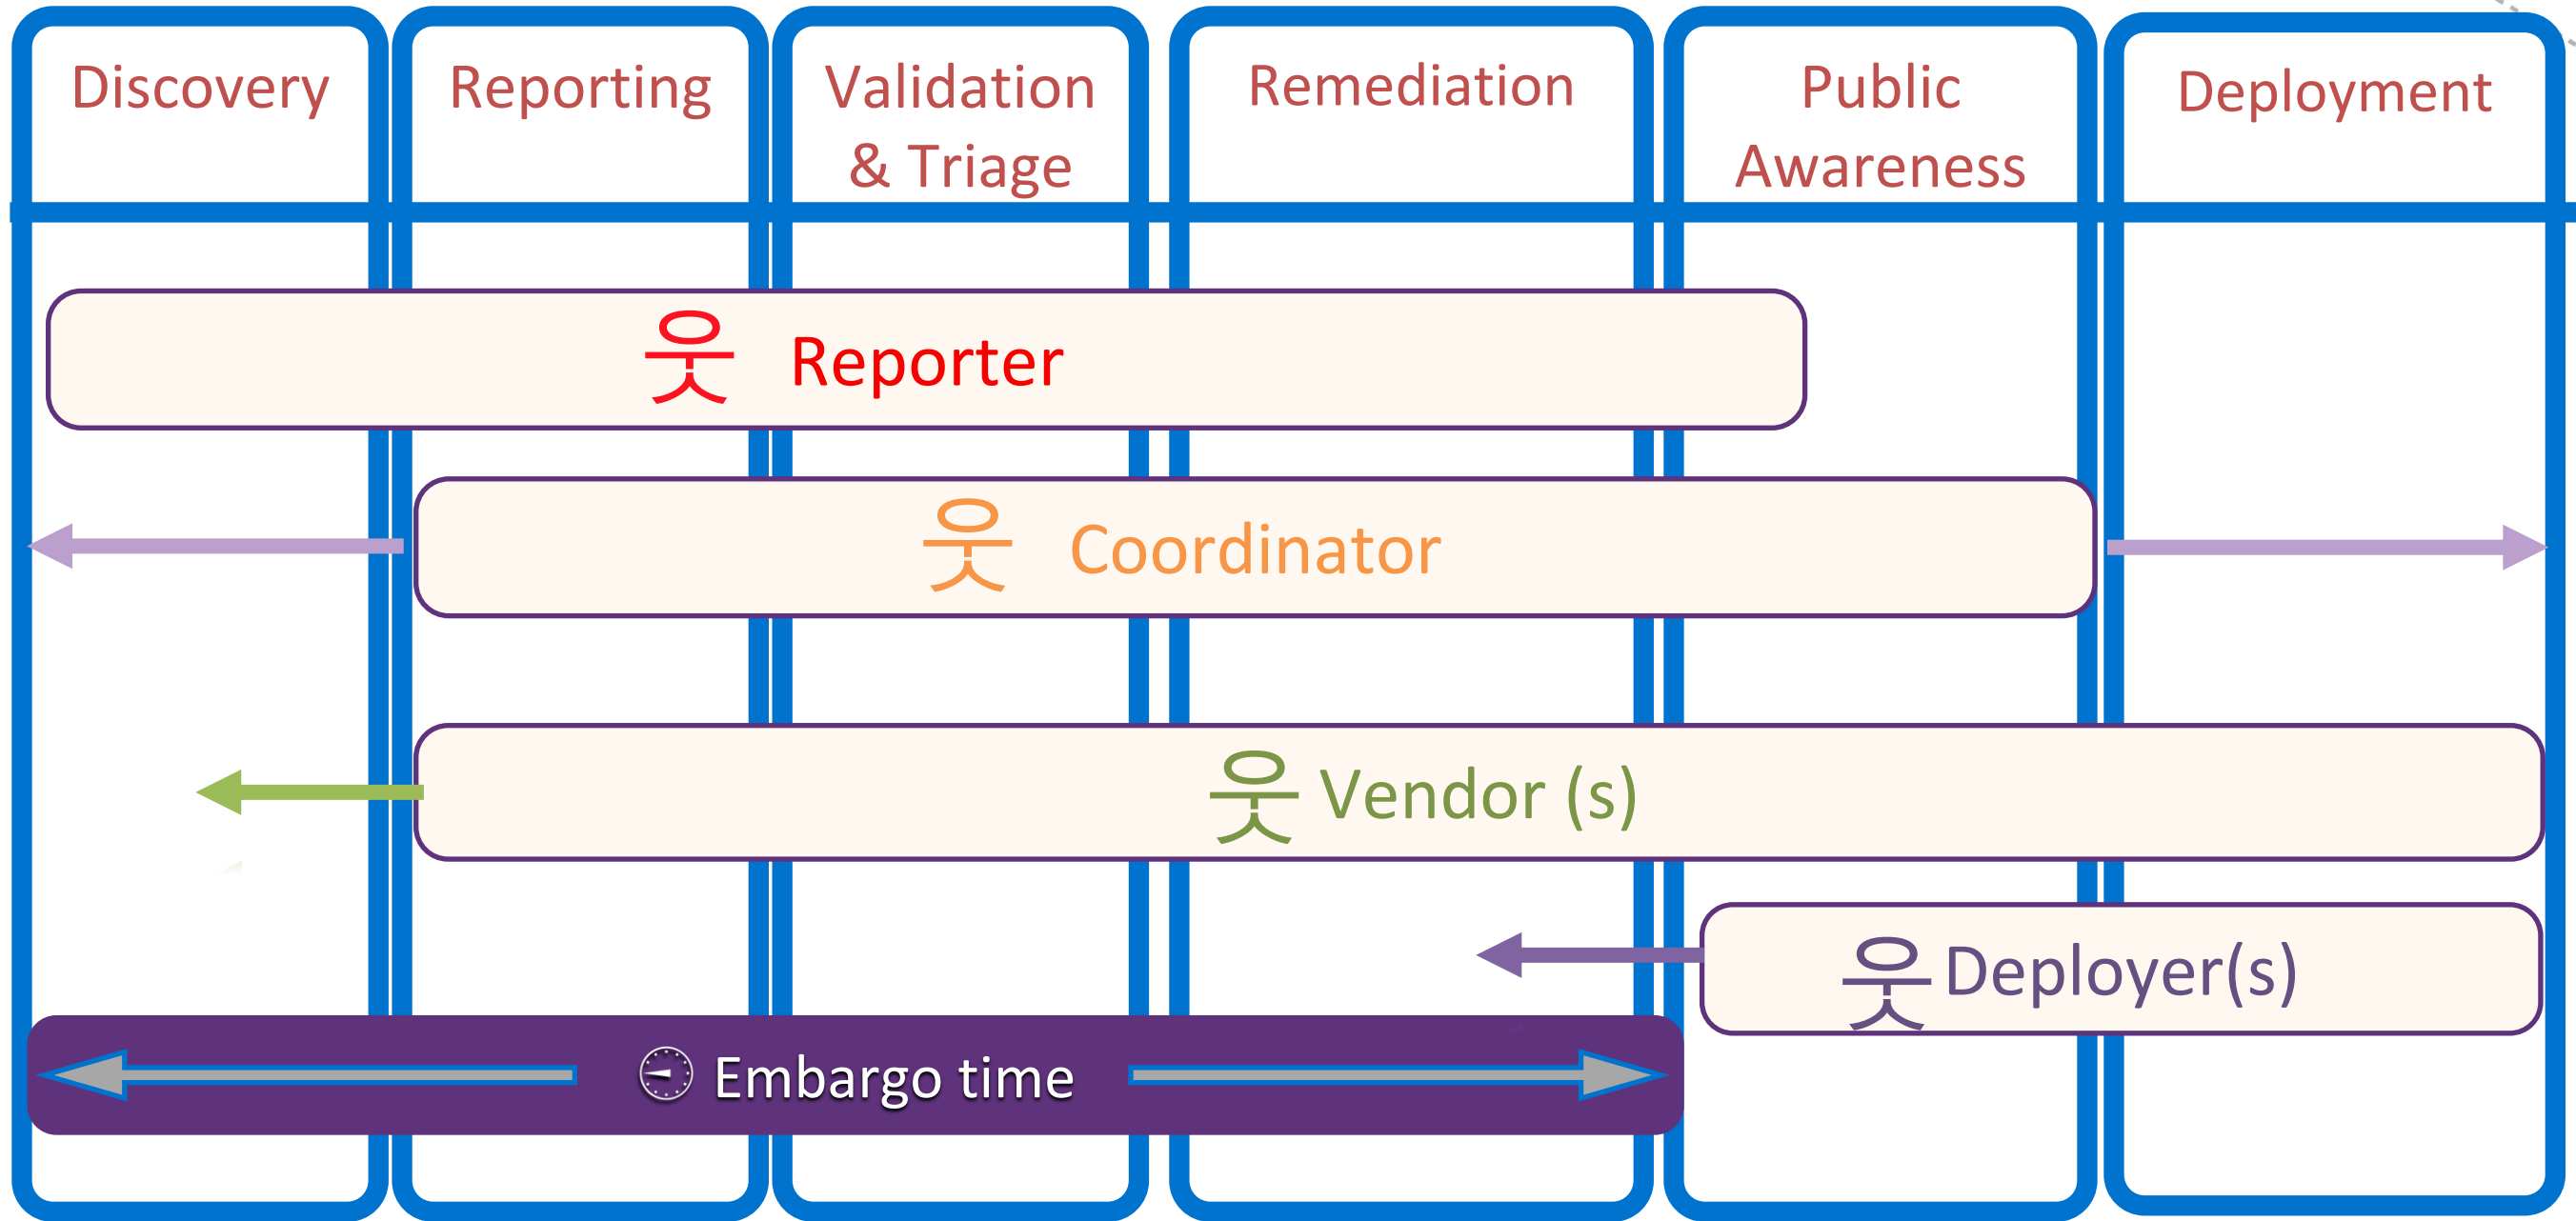 Discovery
Reporting
Validation
& Triage
Remediation
Public
Awareness
Deployment
웃 Reporter
웃 Coordinator
웃 Vendor (s)
웃 Deployer(s)
Embargo time